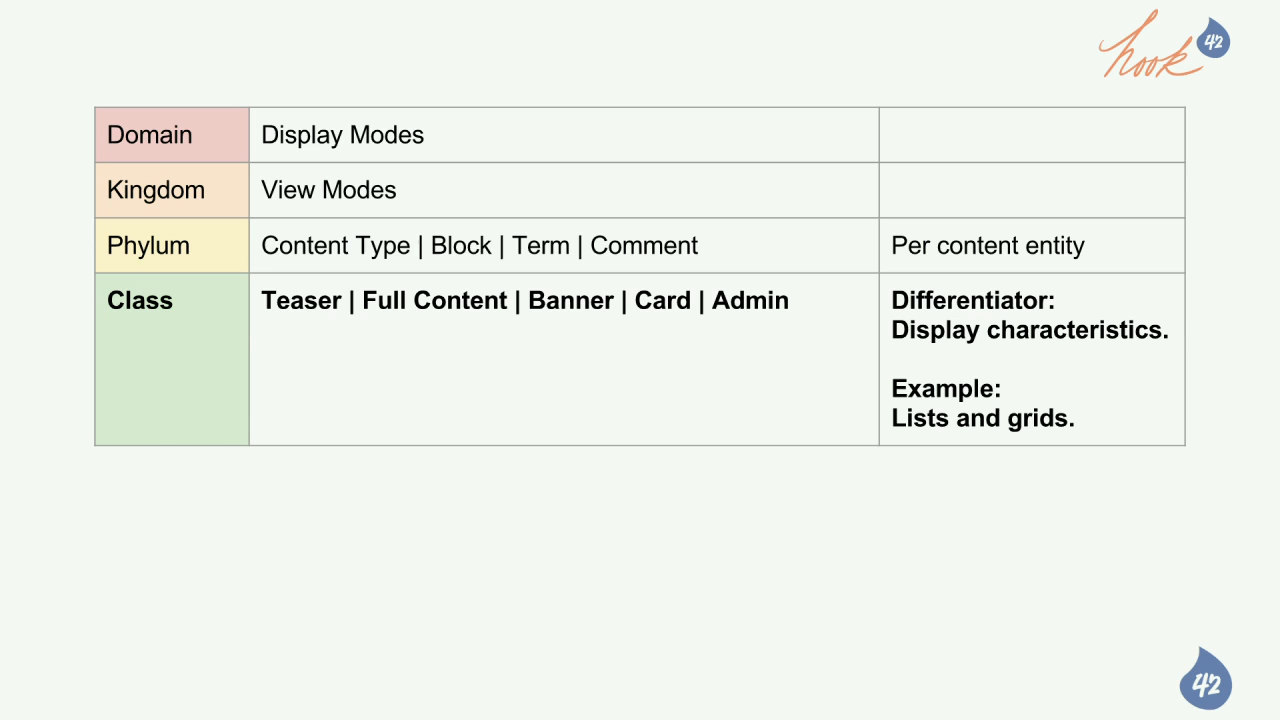 hook 42
Domain Display Modes
Kingdom View Modes
Phylum Content Type | Block | Term | Comment Per content entity
Class Teaser | Full Content | Banner | Card | Admin Differentiator:
Display characteristics.
Example:
Lists and grids.
42